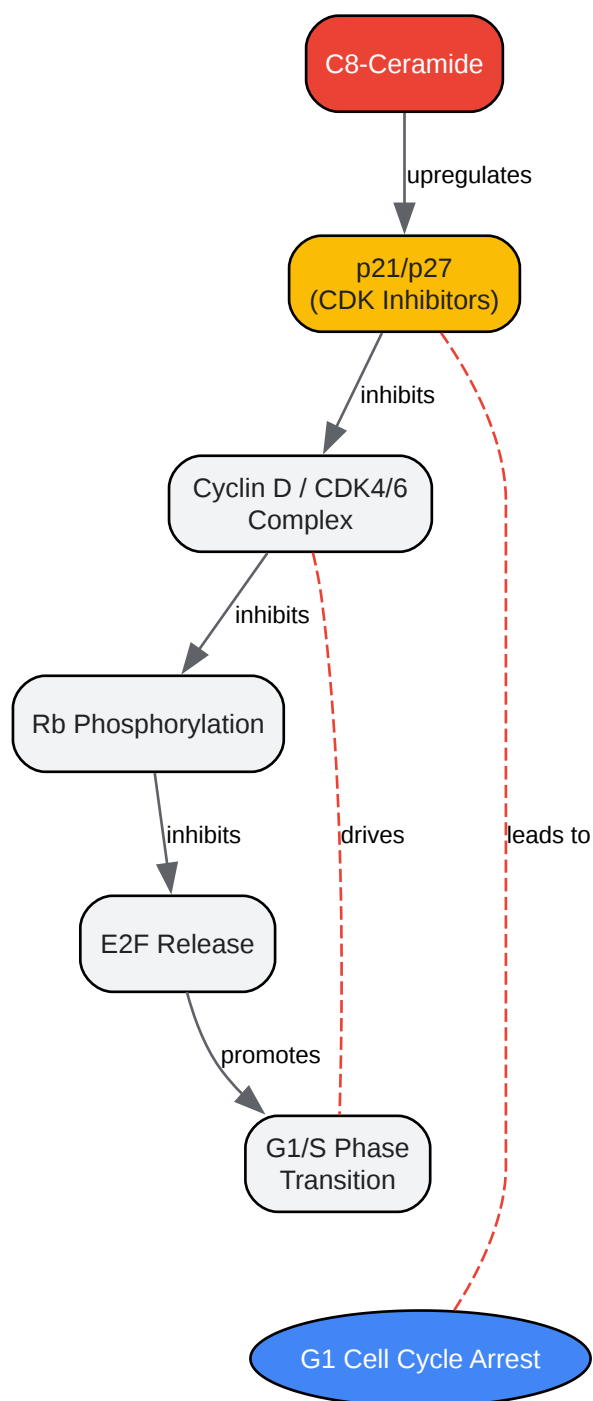 C8-Ceramide
upregulates
p21/p27
(CDK Inhibitors)
inhibits
Cyclin D / CDK4/6
Complex
inhibits
Rb Phosphorylation
inhibits
drives
leads to
E2F Release
promotes
G1/S Phase
Transition
G1 Cell Cycle Arrest